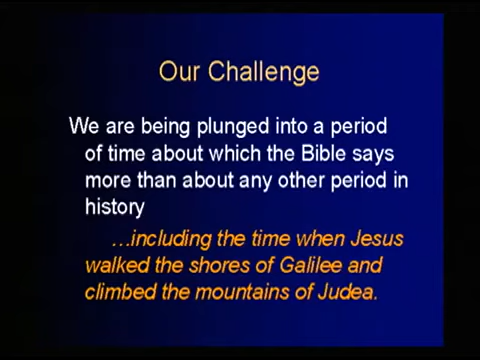 Our Challenge
We are being plunged into a period
of time about which the Bible says
more than about any other period in
history
…including the time when Jesus
walked the shores of Galilee and
climbed the mountains of Judea.